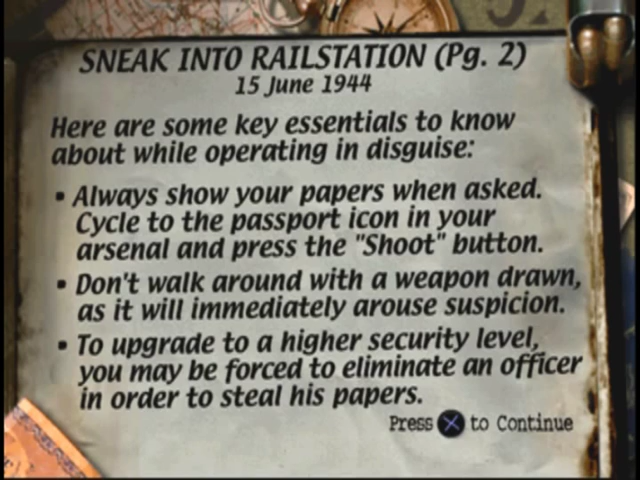 SNEAK INTO RAILSTATION (Pg. 2)
15 June 1944
Here are some key essentials to know
about while operating in disguise:
▪ Always show your papers when asked.
Cycle to the passport icon in your
arsenal and press the "Shoot" button.
▪ Don't walk around with a weapon drawn,
as it will immediately arouse suspicion.
▪ To upgrade to a higher security level,
you may be forced to eliminate an officer
in order to steal his papers.
Press X to Continue